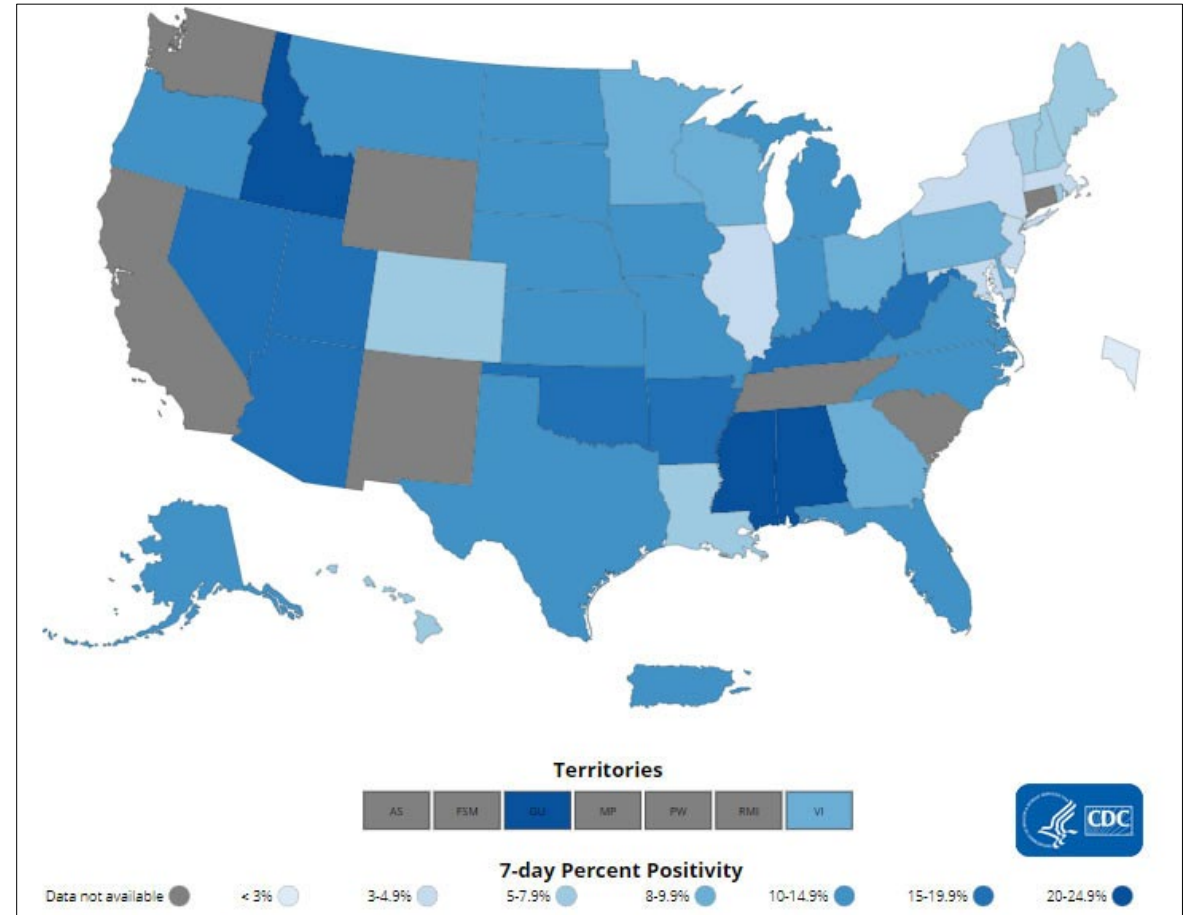 Territories
AS FSM GU MP PW RMI VI
CDC
7-day Percent Positivity
Data not available < 3% 3-4.9% 5-7.9% 8-9.9% 10-14.9% 15-19.9% 20-24.9%